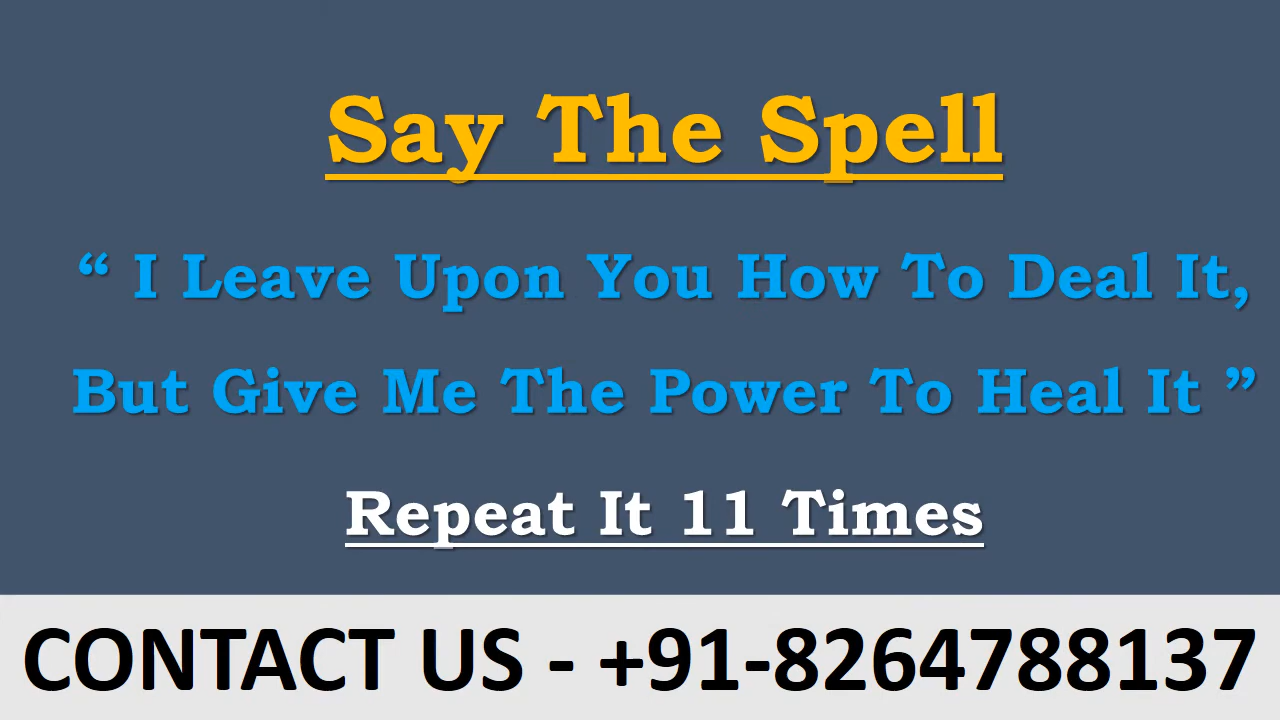 Say The Spell
“ I Leave Upon You How To Deal It,
But Give Me The Power To Heal It ”
Repeat It 11 Times
CONTACT US - +91-8264788137